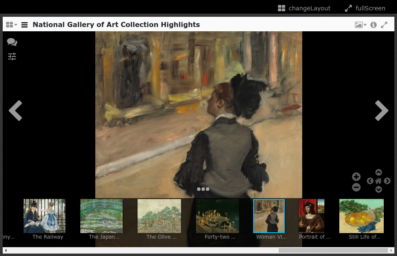 changeLayout fullScreen
National Gallery of Art Collection Highlights
ny... The Railway The Japan... The Olive ... Forty-two ... Woman Vi... Portrait of ... Still Life of...